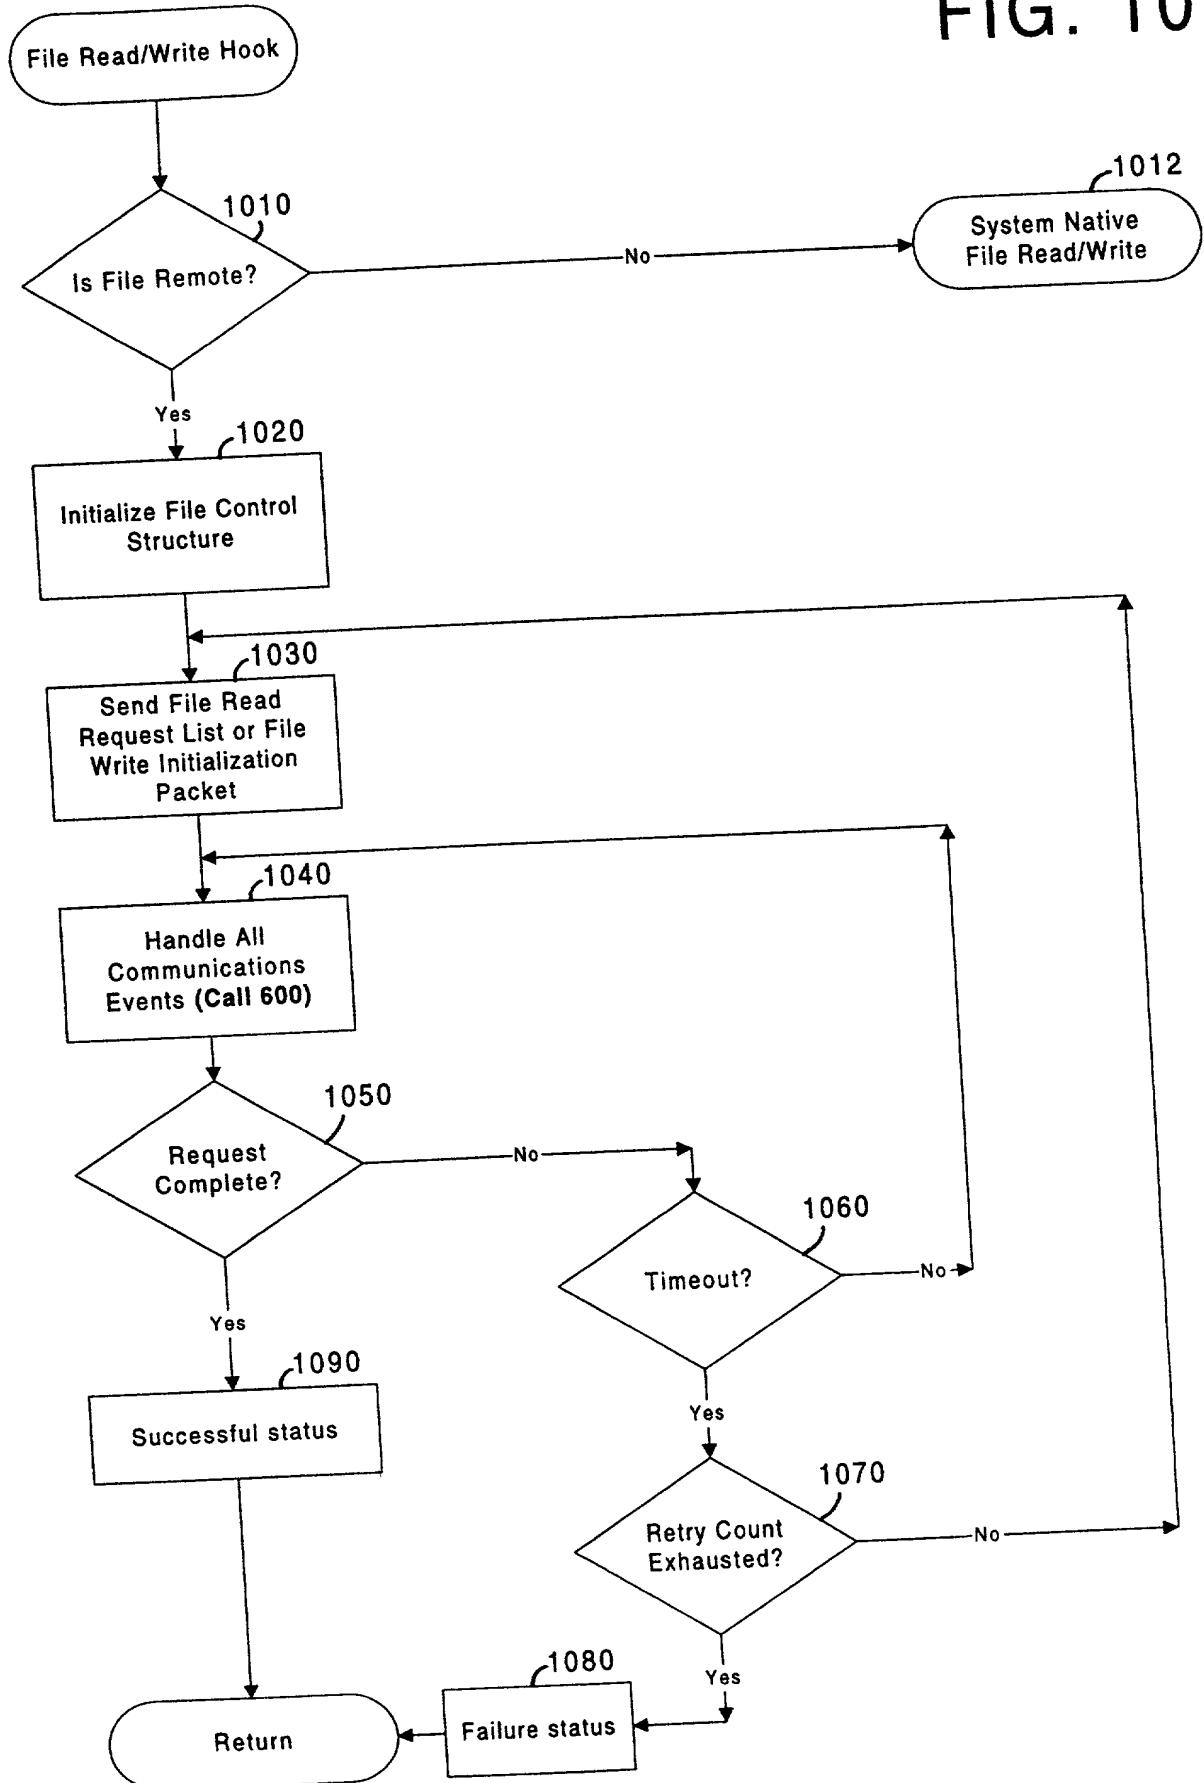 FIG. 10
File Read/Write Hook
1010
Is File Remote?
No
1012
System Native
File Read/Write
Yes
1020
Initialize File Control
Structure
1030
Send File Read
Request List or File
Write Initialization
Packet
1040
Handle All
Communications
Events (Call 600)
1050
Request
Complete?
No
1060
Timeout?
No
Yes
1090
Successful status
Yes
1070
Retry Count
Exhausted?
No
Yes
1080
Failure status
Return